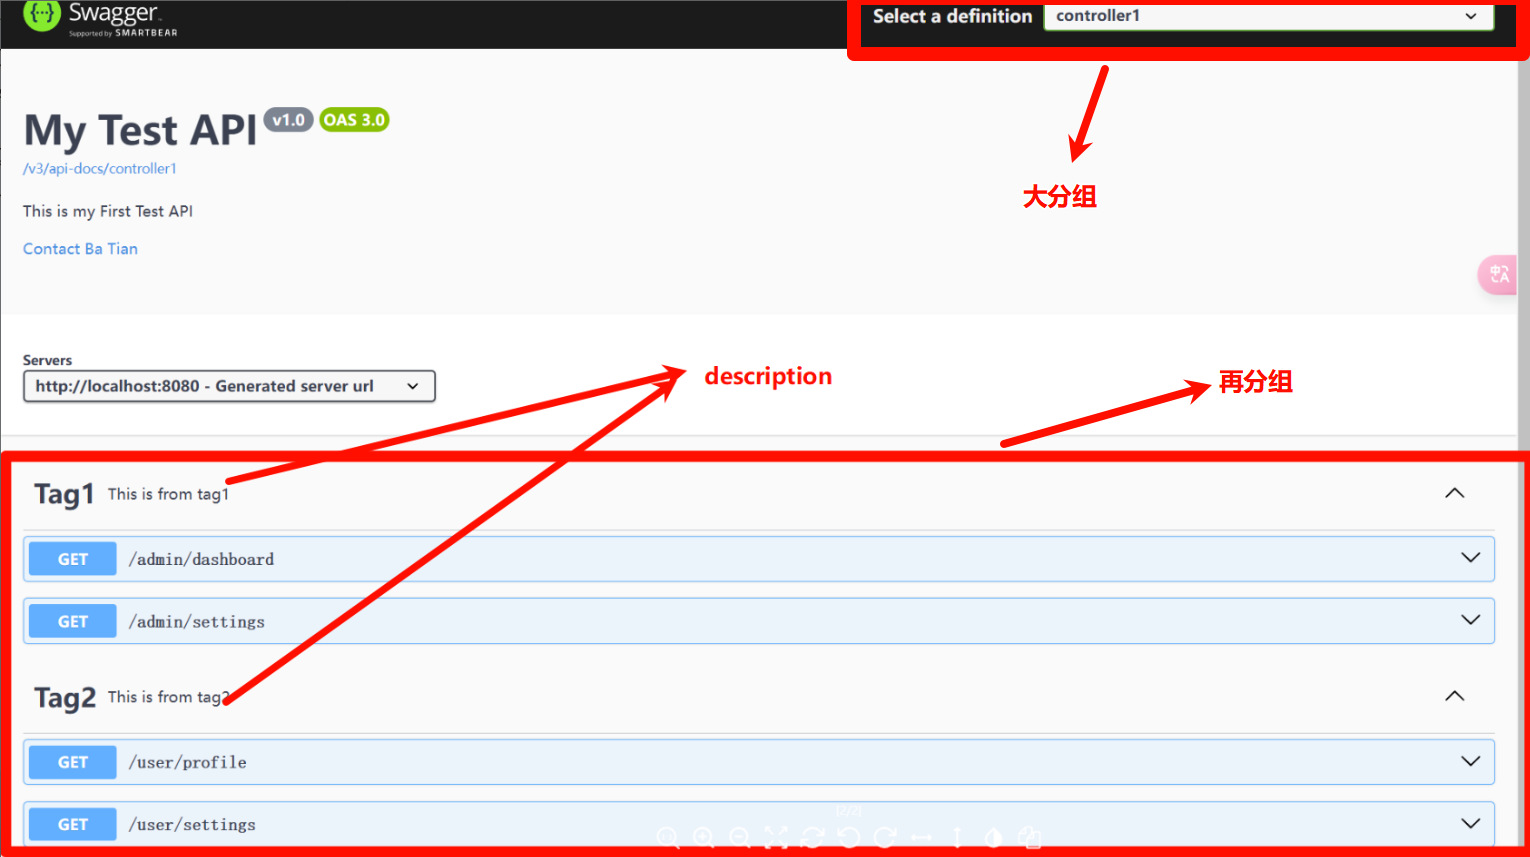 Swagger
Supported by SMARTBEAR
Select a definition
controller1
My Test API v1.0 OAS 3.0
/v3/api-docs/controller1
大分组
This is my First Test API
Contact Ba Tian
中A
Servers
http://localhost:8080 - Generated server url
description
再分组
Tag1 This is from tag1
GET /admin/dashboard
GET /admin/settings
Tag2 This is from tag2
GET /user/profile
GET /user/settings